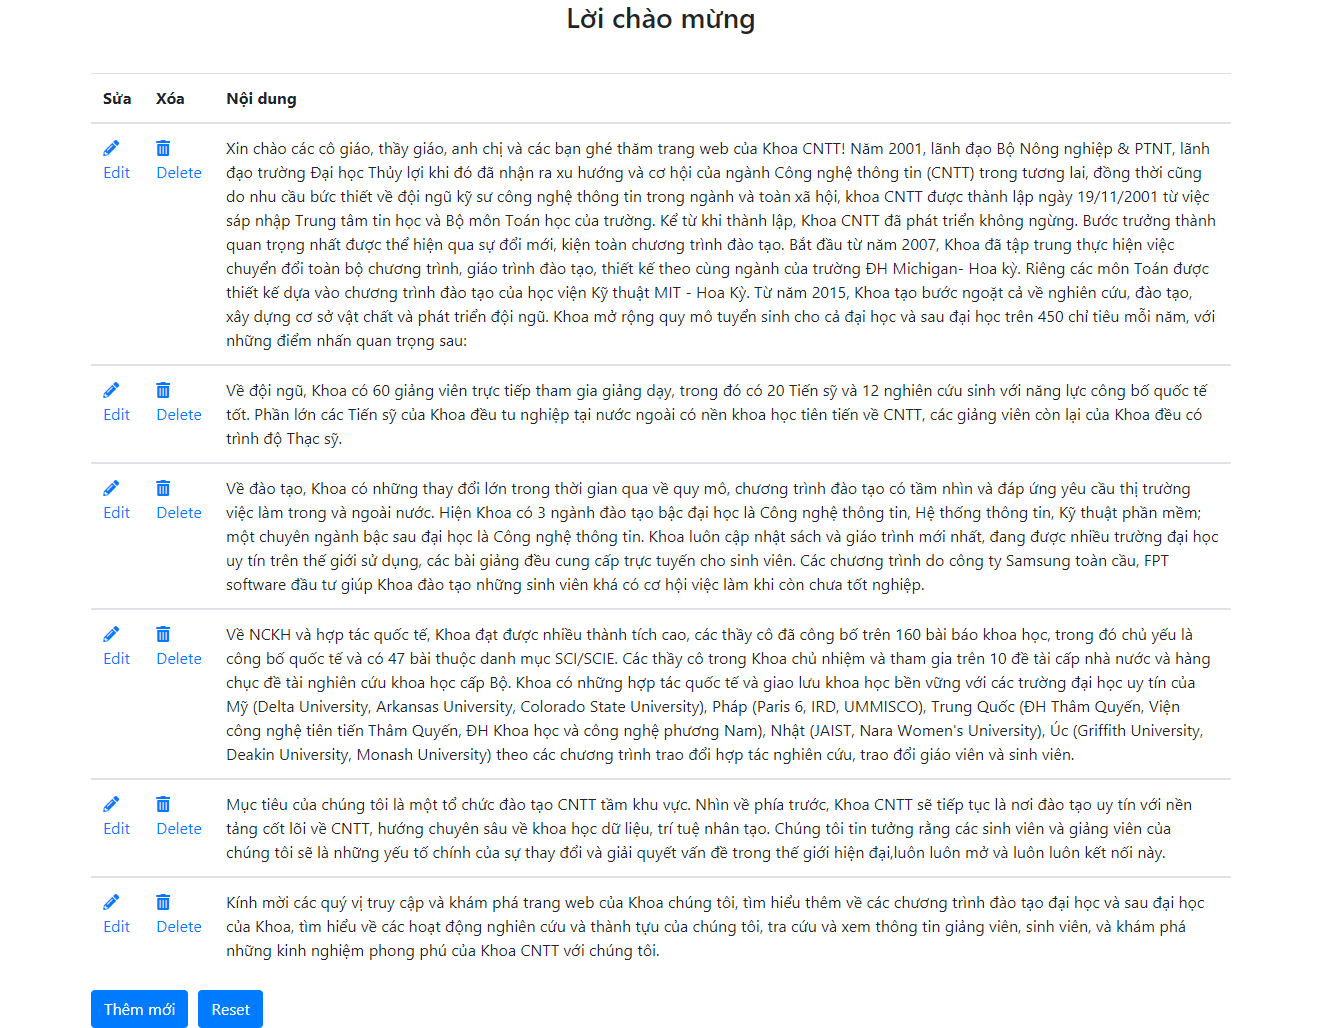 Lời chào mừng
Sửa Xóa Nội dung
Edit Delete
Xin chào các cô giáo, thầy giáo, anh chị và các bạn ghé thăm trang web của Khoa CNTT! Năm 2001, lãnh đạo Bộ Nông nghiệp & PTNT, lãnh
đạo trường Đại học Thủy lợi khi đó đã nhận ra xu hướng và cơ hội của ngành Công nghệ thông tin (CNTT) trong tương lai, đồng thời cũng
do nhu cầu bức thiết về đội ngũ kỹ sư công nghệ thông tin trong ngành và toàn xã hội, khoa CNTT được thành lập ngày 19/11/2001 từ việc
sáp nhập Trung tâm tin học và Bộ môn Toán học của trường. Kể từ khi thành lập, Khoa CNTT đã phát triển không ngừng. Bước trưởng thành
quan trọng nhất được thể hiện qua sự đổi mới, kiện toàn chương trình đào tạo. Bắt đầu từ năm 2007, Khoa đã tập trung thực hiện việc
chuyển đổi toàn bộ chương trình, giáo trình đào tạo, thiết kế theo cùng ngành của trường ĐH Michigan- Hoa kỳ. Riêng các môn Toán được
thiết kế dựa vào chương trình đào tạo của học viện Kỹ thuật MIT - Hoa Kỳ. Từ năm 2015, Khoa tạo bước ngoặt cả về nghiên cứu, đào tạo,
xây dựng cơ sở vật chất và phát triển đội ngũ. Khoa mở rộng quy mô tuyển sinh cho cả đại học và sau đại học trên 450 chỉ tiêu mỗi năm, với
những điểm nhấn quan trọng sau:
Edit Delete
Về đội ngũ, Khoa có 60 giảng viên trực tiếp tham gia giảng dạy, trong đó có 20 Tiến sỹ và 12 nghiên cứu sinh với năng lực công bố quốc tế
tốt. Phần lớn các Tiến sỹ của Khoa đều tu nghiệp tại nước ngoài có nền khoa học tiên tiến về CNTT, các giảng viên còn lại của Khoa đều có
trình độ Thạc sỹ.
Edit Delete
Về đào tạo, Khoa có những thay đổi lớn trong thời gian qua về quy mô, chương trình đào tạo có tầm nhìn và đáp ứng yêu cầu thị trường
việc làm trong và ngoài nước. Hiện Khoa có 3 ngành đào tạo bậc đại học là Công nghệ thông tin, Hệ thống thông tin, Kỹ thuật phần mềm;
một chuyên ngành bậc sau đại học là Công nghệ thông tin. Khoa luôn cập nhật sách và giáo trình mới nhất, đang được nhiều trường đại học
uy tín trên thế giới sử dụng, các bài giảng đều cung cấp trực tuyến cho sinh viên. Các chương trình do công ty Samsung toàn cầu, FPT
software đầu tư giúp Khoa đào tạo những sinh viên khá có cơ hội việc làm khi còn chưa tốt nghiệp.
Edit Delete
Về NCKH và hợp tác quốc tế, Khoa đạt được nhiều thành tích cao, các thầy cô đã công bố trên 160 bài báo khoa học, trong đó chủ yếu là
công bố quốc tế và có 47 bài thuộc danh mục SCI/SCIE. Các thầy cô trong Khoa chủ nhiệm và tham gia trên 10 đề tài cấp nhà nước và hàng
chục đề tài nghiên cứu khoa học cấp Bộ. Khoa có những hợp tác quốc tế và giao lưu khoa học bền vững với các trường đại học uy tín của
Mỹ (Delta University, Arkansas University, Colorado State University), Pháp (Paris 6, IRD, UMMISCO), Trung Quốc (ĐH Thâm Quyến, Viện
công nghệ tiên tiến Thâm Quyến, ĐH Khoa học và công nghệ phương Nam), Nhật (JAIST, Nara Women's University), Úc (Griffith University,
Deakin University, Monash University) theo các chương trình trao đổi hợp tác nghiên cứu, trao đổi giáo viên và sinh viên.
Edit Delete
Mục tiêu của chúng tôi là một tổ chức đào tạo CNTT tầm khu vực. Nhìn về phía trước, Khoa CNTT sẽ tiếp tục là nơi đào tạo uy tín với nền
tảng cốt lõi về CNTT, hướng chuyên sâu về khoa học dữ liệu, trí tuệ nhân tạo. Chúng tôi tin tưởng rằng các sinh viên và giảng viên của
chúng tôi sẽ là những yếu tố chính của sự thay đổi và giải quyết vấn đề trong thế giới hiện đại,luôn luôn mở và luôn luôn kết nối này.
Edit Delete
Kính mời các quý vị truy cập và khám phá trang web của Khoa chúng tôi, tìm hiểu thêm về các chương trình đào tạo đại học và sau đại học
của Khoa, tìm hiểu về các hoạt động nghiên cứu và thành tựu của chúng tôi, tra cứu và xem thông tin giảng viên, sinh viên, và khám phá
những kinh nghiệm phong phú của Khoa CNTT với chúng tôi.
Thêm mới Reset